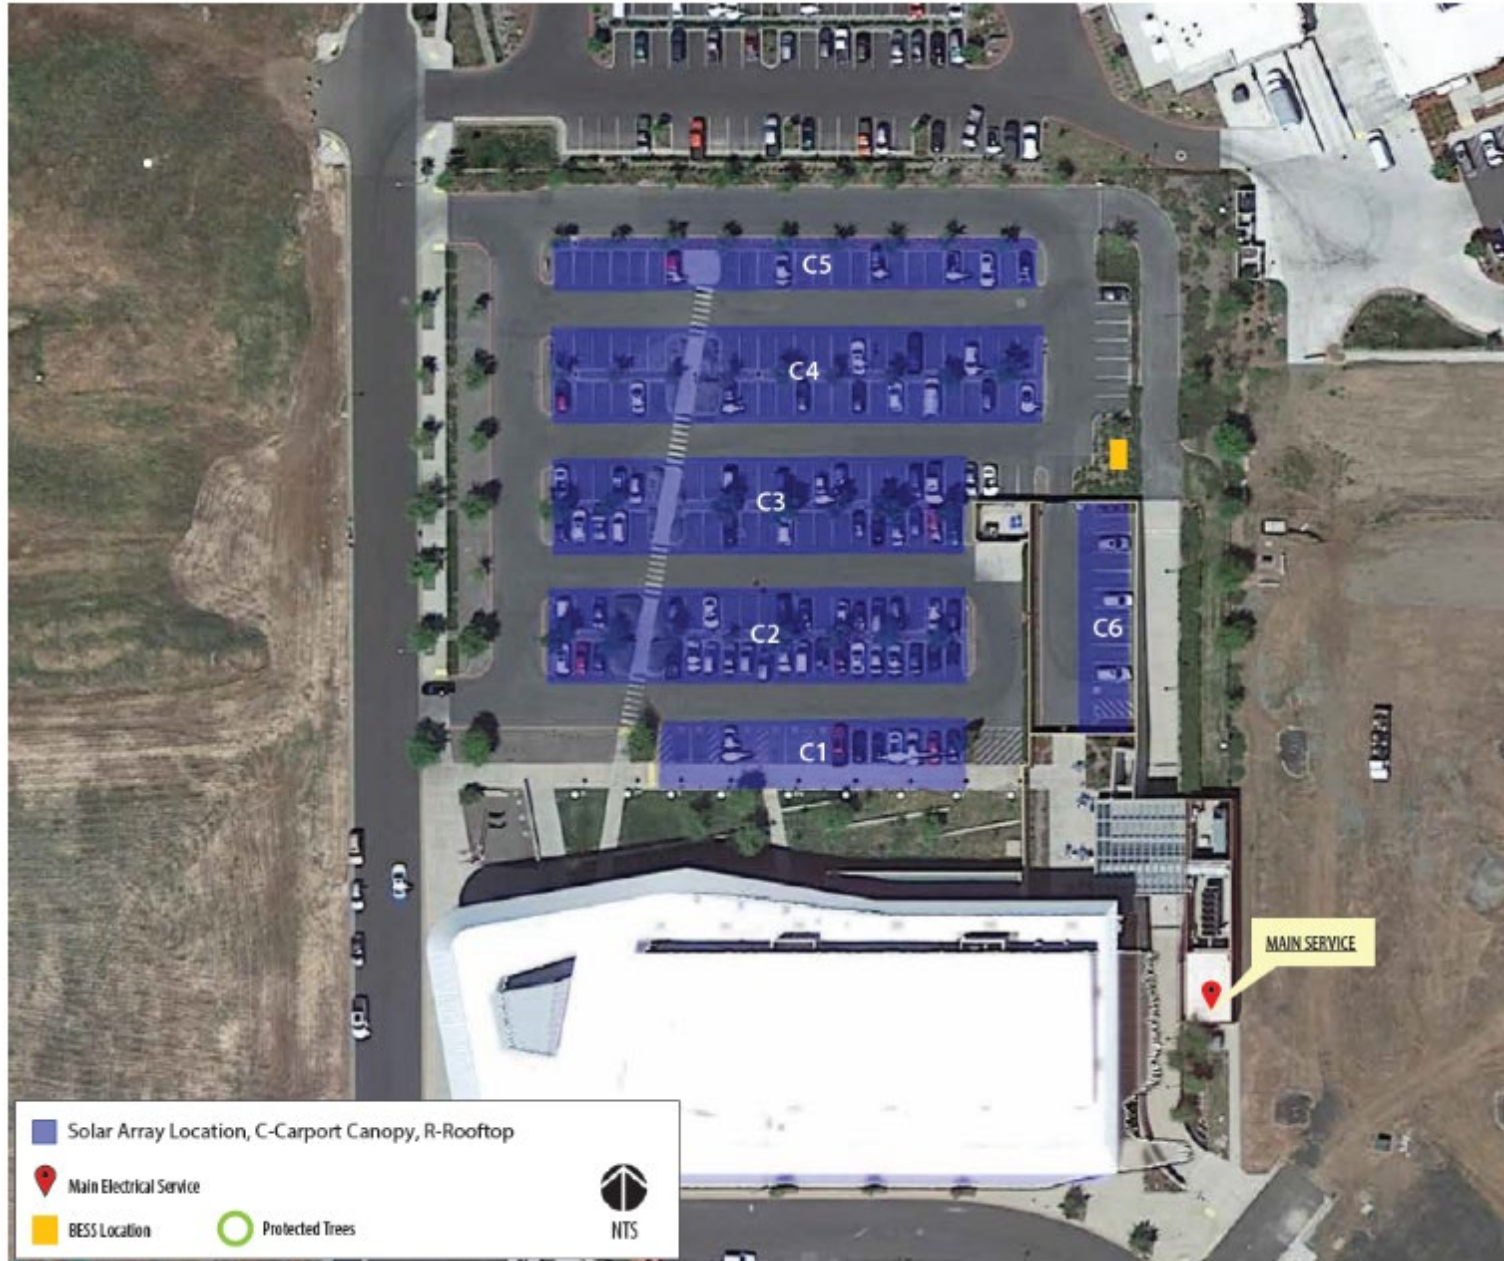 C5
C4
C3
C6
C2
C1
MAIN SERVICE
Solar Array Location, C-Carport Canopy, R-Rooftop
Main Electrical Service
BESS Location
Protected Trees
NTS